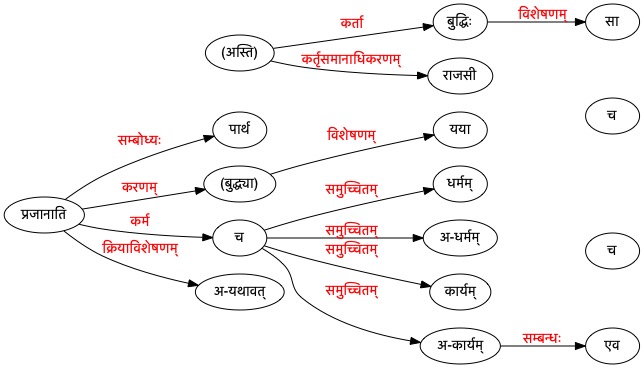 कर्ता
बुद्धिः
विशेषणम्
सा
(अस्ति)
कर्तृसमानाधिकरणम्
राजसी
च
सम्बोध्यः
पार्थ
विशेषणम्
यया
प्रजानाति
करणम्
(बुद्ध्या)
समुच्चितम्
धर्मम्
कर्म
च
समुच्चितम्
अ-धर्मम्
समुच्चितम्
च
क्रियाविशेषणम्
अ-यथावत्
समुच्चितम्
कार्यम्
अ-कार्यम्
सम्बन्धः
एव